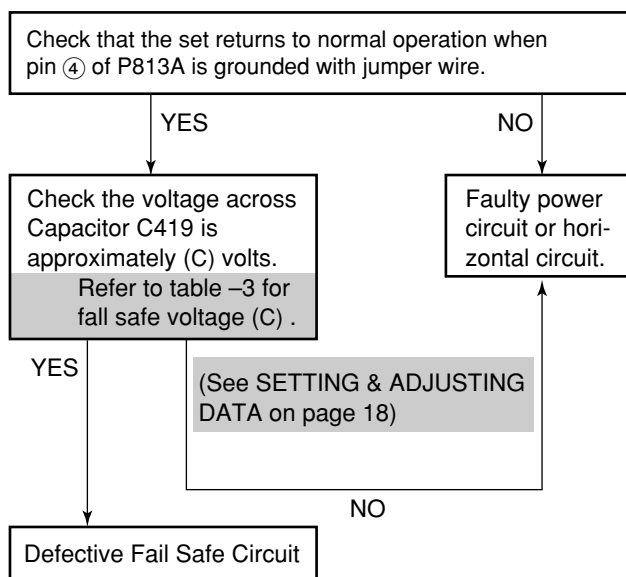 Check that the set returns to normal operation when
pin ④ of P813A is grounded with jumper wire.
YES
NO
Check the voltage across
Capacitor C419 is
approximately (C) volts.
Refer to table –3 for
fall safe voltage (C) .
Faulty power
circuit or hori-
zontal circuit.
YES
(See SETTING & ADJUSTING
DATA on page 18)
NO
Defective Fail Safe Circuit